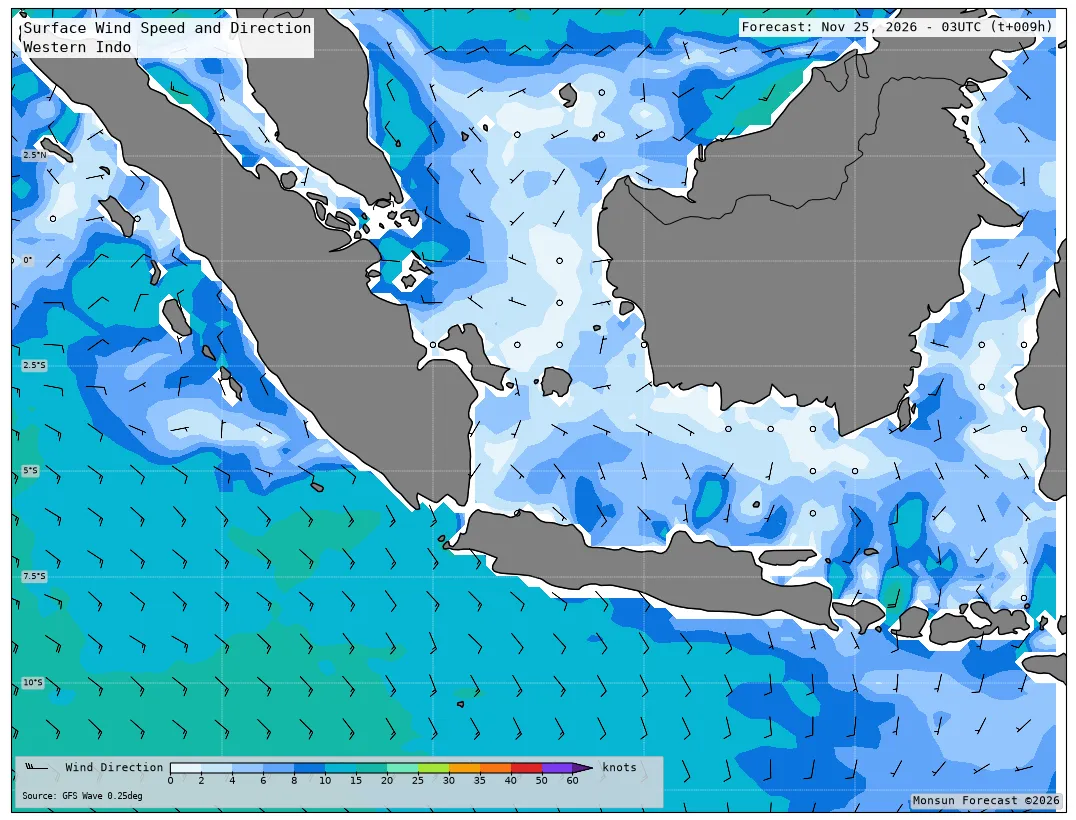 Surface Wind Speed and Direction
Western Indo
Forecast: Nov 25, 2026 - 03UTC (t+009h)
2.5°N
0°
2.5°S
5°S
7.5°S
10°S
Wind Direction
0 2 4 6 8 10 15 20 25 30 35 40 50 60
knots
Source: GFS Wave 0.25deg
Monsun Forecast ©2026